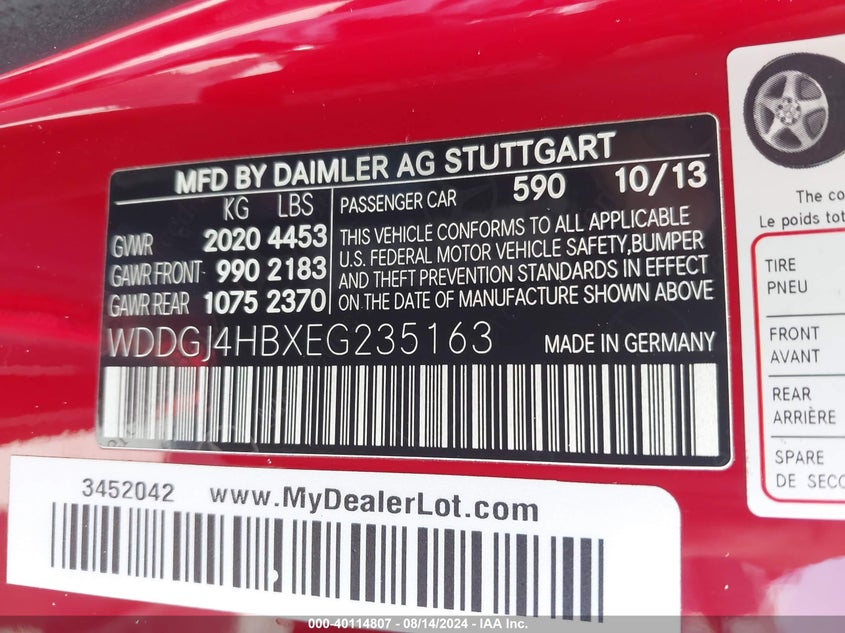 MFD BY DAIMLER AG STUTTGART
KG LBS
GVWR 2020 4453
GAWR FRONT 990 2183
GAWR REAR 1075 2370
PASSENGER CAR 590 10/13
THIS VEHICLE CONFORMS TO ALL APPLICABLE
U.S. FEDERAL MOTOR VEHICLE SAFETY,BUMPER
AND THEFT PREVENTION STANDARDS IN EFFECT
ON THE DATE OF MANUFACTURE SHOWN ABOVE
WDDGJ4HBXEG235163 MADE IN GERMANY
3452042 www.MyDealerLot.com
The co
Le poids tot
TIRE
PNEU
FRONT
AVANT
REAR
ARRIÈRE
SPARE
DE SECO
000-40114807 - 08/14/2024 - IAA Inc.